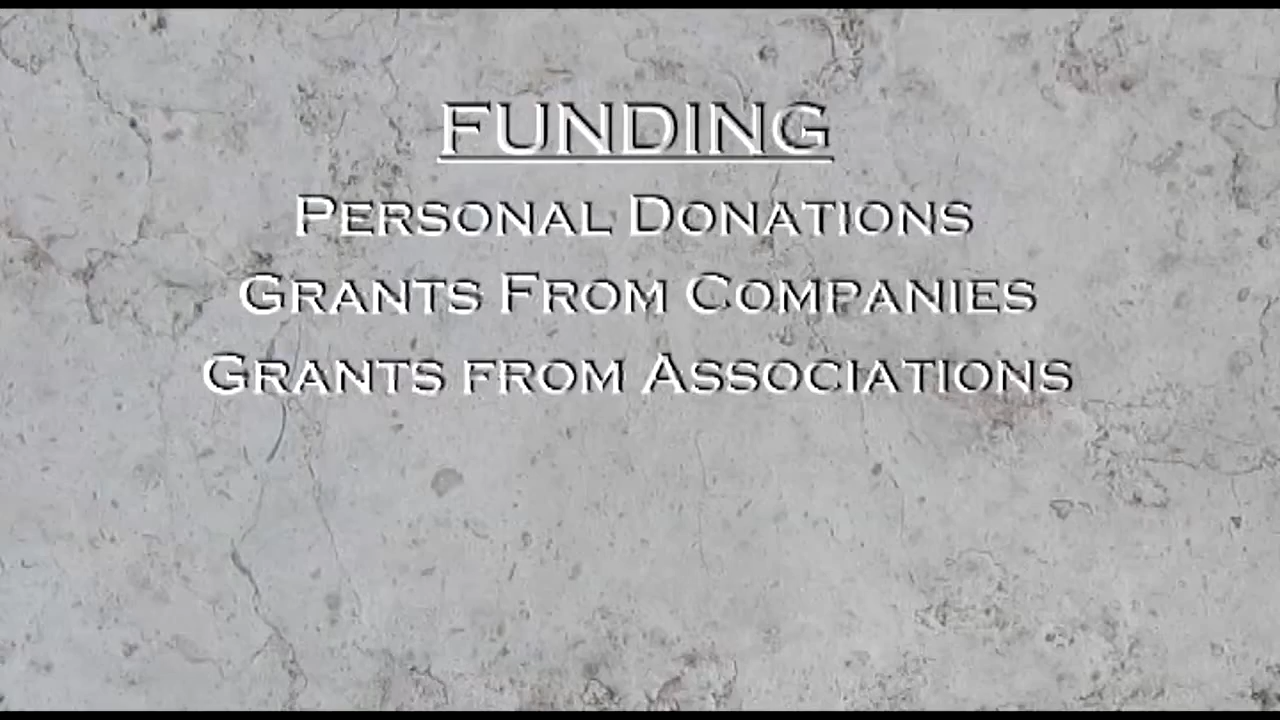 FUNDING
PERSONAL DONATIONS
GRANTS FROM COMPANIES
GRANTS FROM ASSOCIATIONS